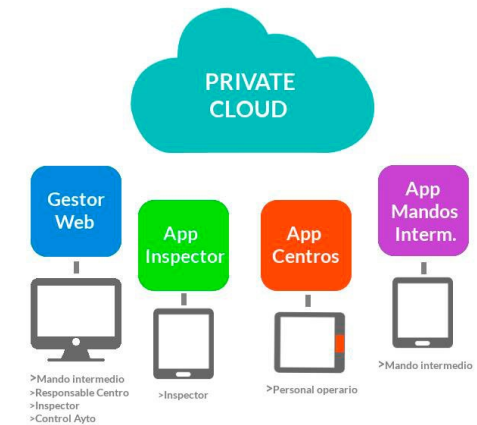 PRIVATE
CLOUD
Gestor
Web
App
Inspector
App
Centros
App
Mandos
Interm.
>Mando intermedio
>Responsable Centro
>Inspector
>Control Ayto
>Inspector
>Personal operario
>Mando intermedio